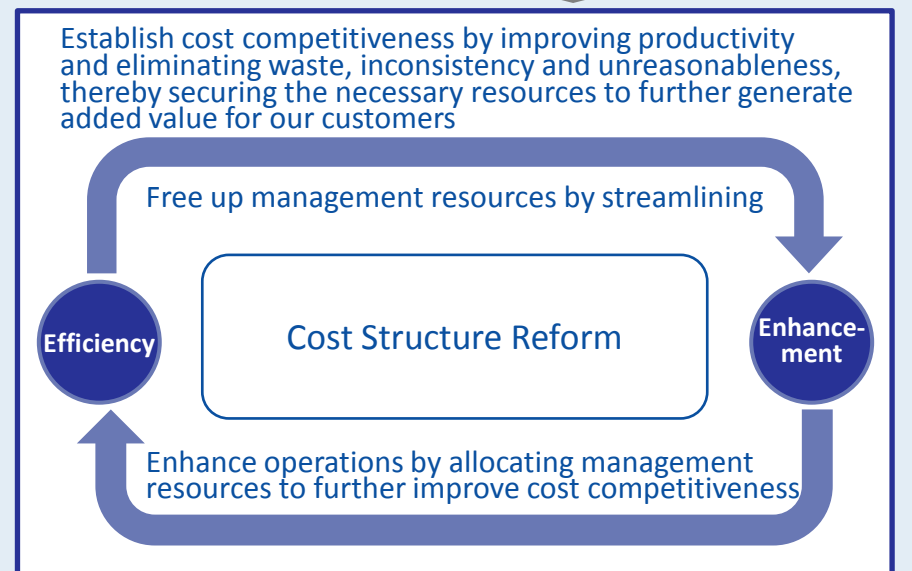 Establish cost competitiveness by improving productivity
and eliminating waste, inconsistency and unreasonableness,
thereby securing the necessary resources to further generate
added value for our customers
Free up management resources by streamlining
Efficiency
Cost Structure Reform
Enhance-
ment
Enhance operations by allocating management
resources to further improve cost competitiveness